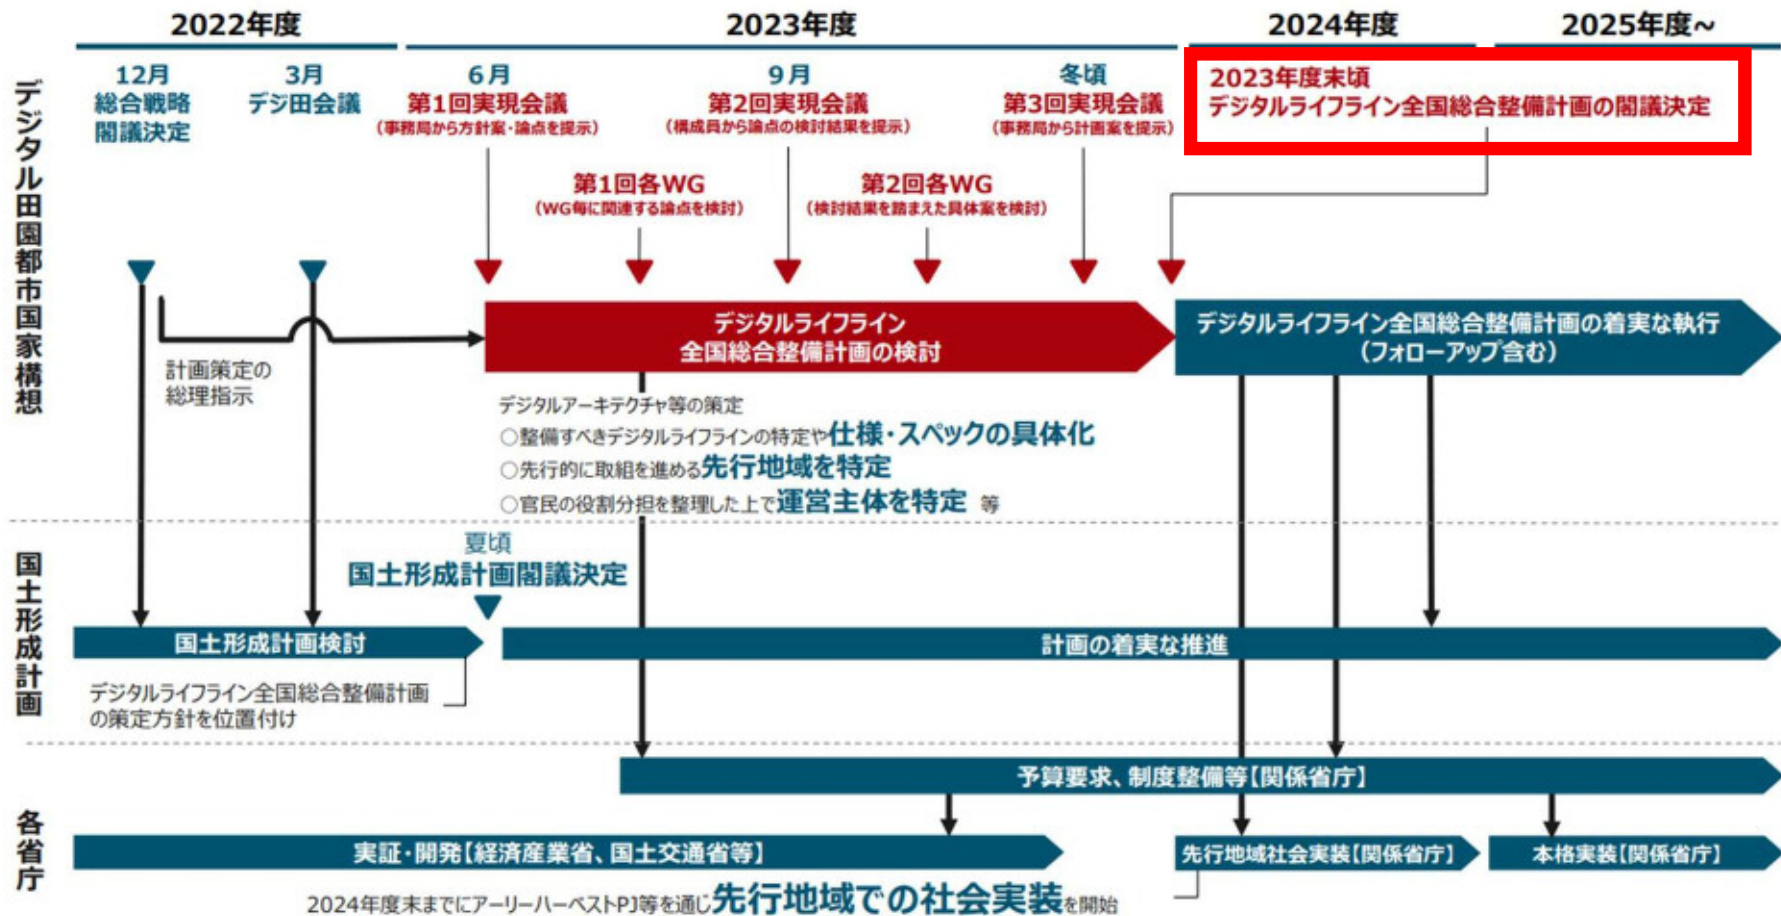 2022年度
2023年度
2024年度
2025年度~
デジタル田園都市国家構想
12月
総合戦略
閣議決定
3月
デジ田会議
6月
第1回実現会議
（事務局から方針案・論点を提示）
9月
第2回実現会議
（構成員から論点の検討結果を提示）
冬頃
第3回実現会議
（事務局から計画案を提示）
2023年度末頃
デジタルライフライン全国総合整備計画の閣議決定
第1回各WG
（WG毎に関連する論点を検討）
第2回各WG
（検討結果を踏まえた具体案を検討）
計画策定の
総理指示
デジタルライフライン
全国総合整備計画の検討
デジタルライフライン全国総合整備計画の着実な執行
（フォローアップ含む）
デジタルアーキテクチャ等の策定
○整備すべきデジタルライフラインの特定や仕様・スペックの具体化
○先行的に取組を進める先行地域を特定
○官民の役割分担を整理した上で運営主体を特定 等
国土形成計画
夏頃
国土形成計画閣議決定
国土形成計画検討
計画の着実な推進
デジタルライフライン全国総合整備計画
の策定方針を位置付け
各省庁
予算要求、制度整備等【関係省庁】
実証・開発【経済産業省、国土交通省等】
先行地域社会実装【関係省庁】
本格実装【関係省庁】
2024年度末までにアーリーハーベストPJ等を通じ先行地域での社会実装を開始